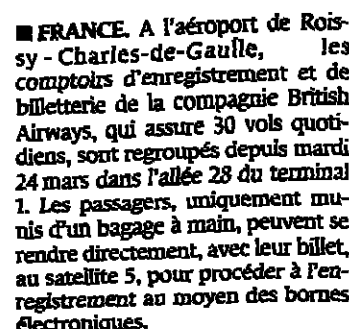 ■ FRANCE. A l'aéroport de Rois-
sy - Charles-de-Gaulle, les
comptoirs d'enregistrement et de
billetterie de la compagnie British
Airways, qui assure 30 vols quoti-
diens, sont regroupés depuis mardi
24 mars dans l'allée 28 du terminal
1. Les passagers, uniquement mu-
nis d'un bagage à main, peuvent se
rendre directement, avec leur billet,
au satellite 5, pour procéder à l'en-
registrement au moyen des bornes
électroniques.